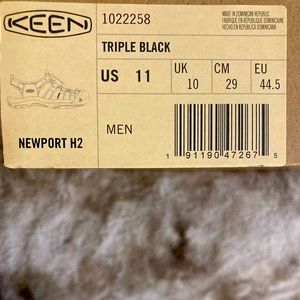 KEEN
1022258
MADE IN DOMINICAN REPUBLIC
FABRIQUÉ EN RÉPUBLIQUE DOMINICAINE
HECHO EN REPÚBLICA DOMINICANA
TRIPLE BLACK
US 11
UK 10
CM 29
EU 44.5
MEN
NEWPORT H2
1 91190 47267 5